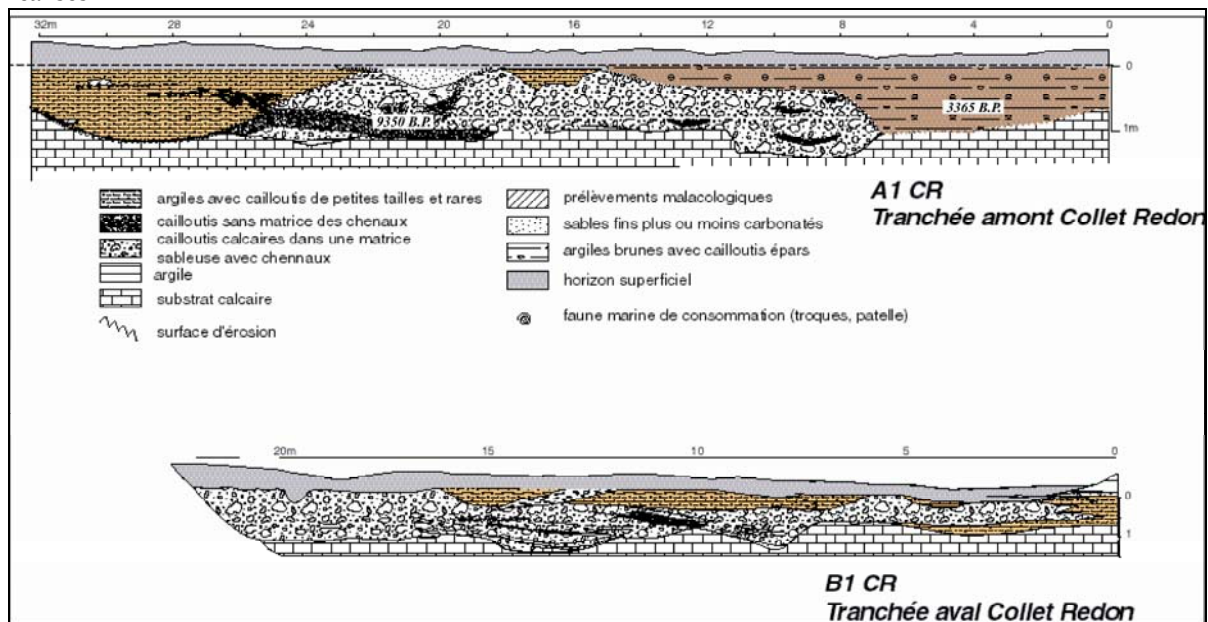 32m 28 24 20 16 12 8 4 0
0
9350 B.P.
3365 B.P.
1m
A1 CR
Tranchée amont Collet Redon
argiles avec cailloutis de petites tailles et rares
cailloutis sans matrice des chenaux
cailloutis calcaires dans une matrice
sableuse avec chennaux
argile
substrat calcaire
surface d'érosion
prélèvements malacologiques
sables fins plus ou moins carbonatés
argiles brunes avec cailloutis épars
horizon superficiel
faune marine de consommation (troques, patelle)
20m 15 10 5 0
0
1
B1 CR
Tranchée aval Collet Redon